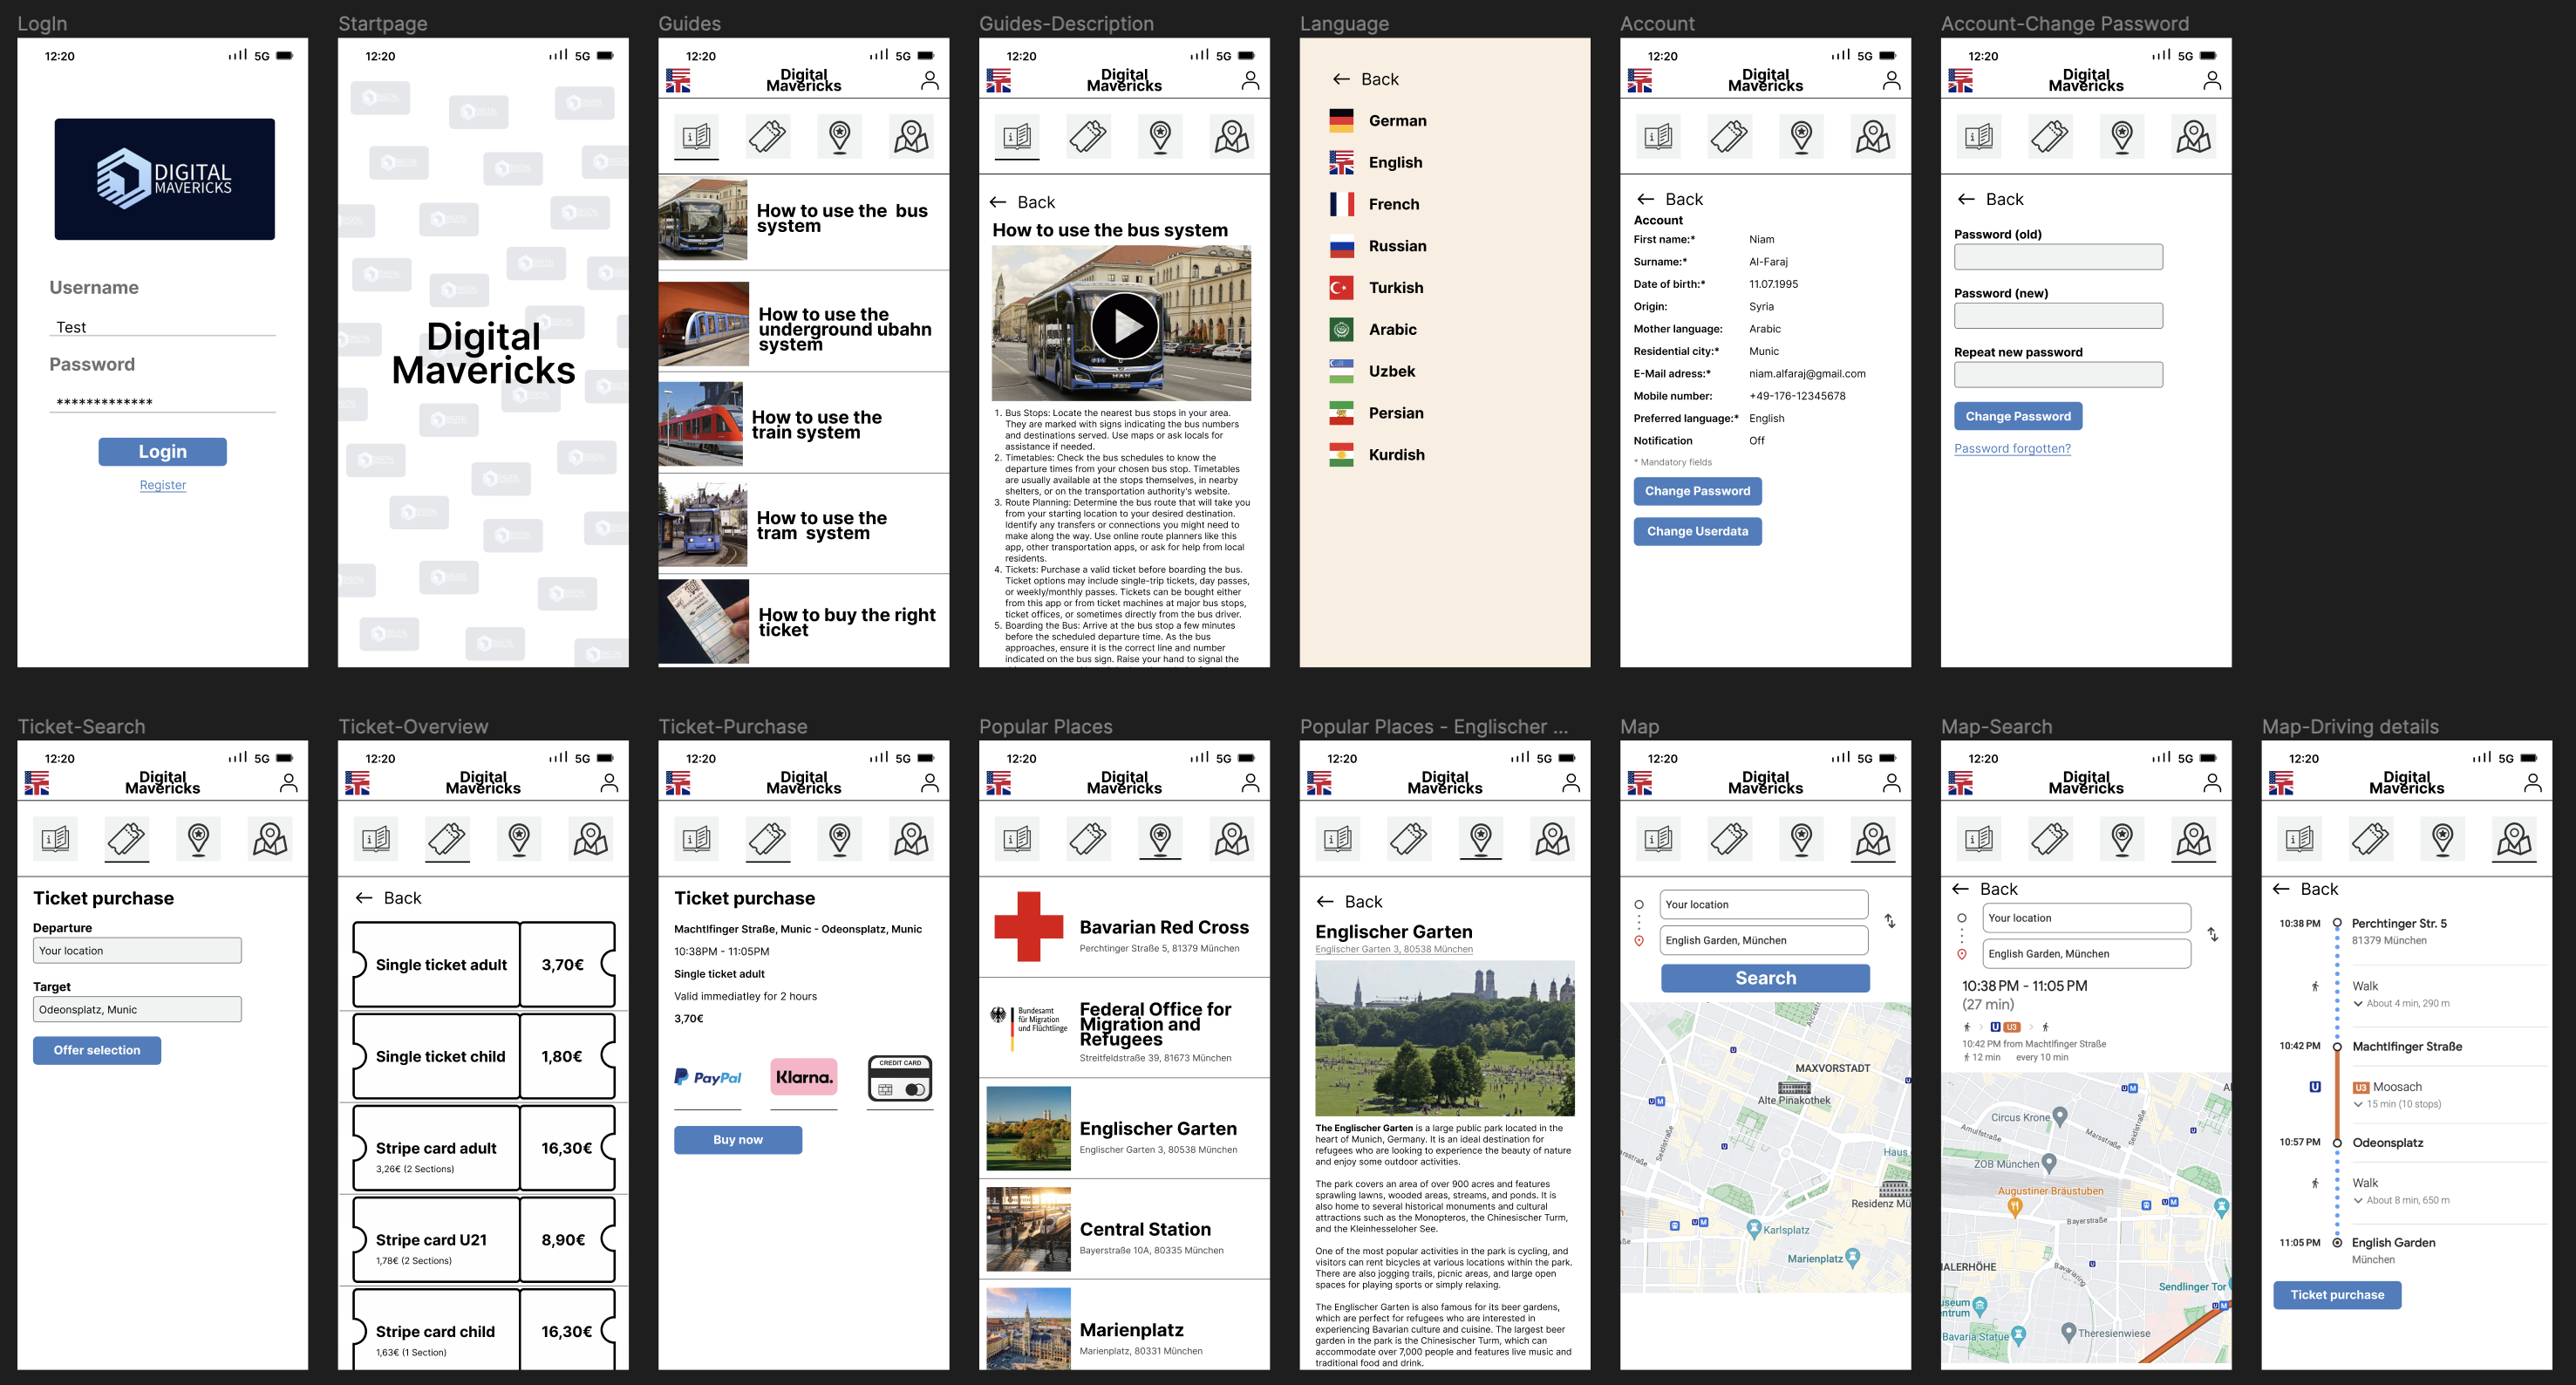 LogIn
12:20
5G
DIGITAL
MAVERICKS
Username
Test
Password
*************
Login
Register
Startpage
12:20
5G
Digital
Mavericks
Guides
12:20
5G
Digital
Mavericks
How to use the bus
system
How to use the
underground ubahn
system
How to use the
train system
How to use the
tram system
How to buy the right
ticket
Guides-Description
12:20
5G
Digital
Mavericks
Back
How to use the bus system
1. Bus Stops: Locate the nearest bus stops in your area.
They are marked with signs indicating the bus numbers
and destinations served. Use maps or ask locals for
assistance if needed.
2. Timetables: Check the bus schedules to know the
departure times from your chosen bus stop. Timetables
are usually available at the stops themselves, in nearby
shelters, or on the transportation authority's website.
3. Route Planning: Determine the bus route that will take you
from your starting location to your desired destination.
Identify any transfers or connections you might need to
make along the way. Use online route planners like this
app, other transportation apps, or ask for help from local
residents.
4. Tickets: Purchase a valid ticket before boarding the bus.
Ticket options may include single-trip tickets, day passes,
or weekly/monthly passes. Tickets can be bought either
from this app or from ticket machines at major bus stops,
ticket offices, or sometimes directly from the bus driver.
5. Boarding the Bus: Arrive at the bus stop a few minutes
before the scheduled departure time. As the bus
approaches, ensure it is the correct line and number
indicated on the bus sign. Raise your hand to signal the
Language
Back
German
English
French
Russian
Turkish
Arabic
Uzbek
Persian
Kurdish
Account
12:20
5G
Digital
Mavericks
Back
Account
First name:* Niam
Surname:* Al-Faraj
Date of birth:* 11.07.1995
Origin: Syria
Mother language: Arabic
Residential city:* Munic
E-Mail adress:* niam.alfaraj@gmail.com
Mobile number: +49-176-12345678
Preferred language:* English
Notification Off
* Mandatory fields
Change Password
Change Userdata
Account-Change Password
12:20
5G
Digital
Mavericks
Back
Password (old)
Password (new)
Repeat new password
Change Password
Password forgotten?
Ticket-Search
12:20
5G
Digital
Mavericks
Ticket purchase
Departure
Your location
Target
Odeonsplatz, Munic
Offer selection
Ticket-Overview
12:20
5G
Digital
Mavericks
Back
Single ticket adult 3,70€
Single ticket child 1,80€
Stripe card adult 16,30€
3,26€ (2 Sections)
Stripe card U21 8,90€
1,78€ (2 Sections)
Stripe card child 16,30€
1,63€ (1 Section)
Ticket-Purchase
12:20
5G
Digital
Mavericks
Ticket purchase
Machtlfinger Straße, Munic - Odeonsplatz, Munic
10:38PM - 11:05PM
Single ticket adult
Valid immediatley for 2 hours
3,70€
PayPal
Klarna.
CREDIT CARD
Buy now
Popular Places
12:20
5G
Digital
Mavericks
Bavarian Red Cross
Perchtinger Straße 5, 81379 München
Bundesamt
für Migration
und Flüchtlinge
Federal Office for
Migration and
Refugees
Streitfeldstraße 39, 81673 München
Englischer Garten
Englischer Garten 3, 80538 München
Central Station
Bayerstraße 10A, 80335 München
Marienplatz
Marienplatz, 80331 München
Popular Places - Englischer ...
12:20
5G
Digital
Mavericks
Back
Englischer Garten
Englischer Garten 3, 80538 München
The Englischer Garten is a large public park located in the
heart of Munich, Germany. It is an ideal destination for
refugees who are looking to experience the beauty of nature
and enjoy some outdoor activities.
The park covers an area of over 900 acres and features
sprawling lawns, wooded areas, streams, and ponds. It is
also home to several historical monuments and cultural
attractions such as the Monopteros, the Chinesischer Turm,
and the Kleinhesseloher See.
One of the most popular activities in the park is cycling, and
visitors can rent bicycles at various locations within the park.
There are also jogging trails, picnic areas, and large open
spaces for playing sports or simply relaxing.
The Englischer Garten is also famous for its beer gardens,
which are perfect for refugees who are interested in
experiencing Bavarian culture and cuisine. The largest beer
garden in the park is the Chinesischer Turm, which can
accommodate over 7,000 people and features live music and
traditional food and drink.
Map
12:20
5G
Digital
Mavericks
Your location
English Garden, München
Search
MAXVORSTADT
Alte Pinakothek
Seidlstraße
Haus
Residenz Mü
Karlsplatz
Marienplatz
Map-Search
12:20
5G
Digital
Mavericks
Back
Your location
English Garden, München
10:38 PM - 11:05 PM
(27 min)
U3
10:42 PM from Machtlfinger Straße
12 min every 10 min
Circus Krone
Marsstraße
Seidlstraße
ZOB München
Augustiner Bräustuben
Bayerstraße
Bavariaring
ALERHÖHE
Sendlinger Tor
useum
entrum
Bavaria Statue
Theresienwiese
Map-Driving details
12:20
5G
Digital
Mavericks
Back
10:38 PM Perchtinger Str. 5
81379 München
Walk
About 4 min, 290 m
10:42 PM Machtlfinger Straße
U U3 Moosach
15 min (10 stops)
10:57 PM Odeonsplatz
Walk
About 8 min, 650 m
11:05 PM English Garden
München
Ticket purchase